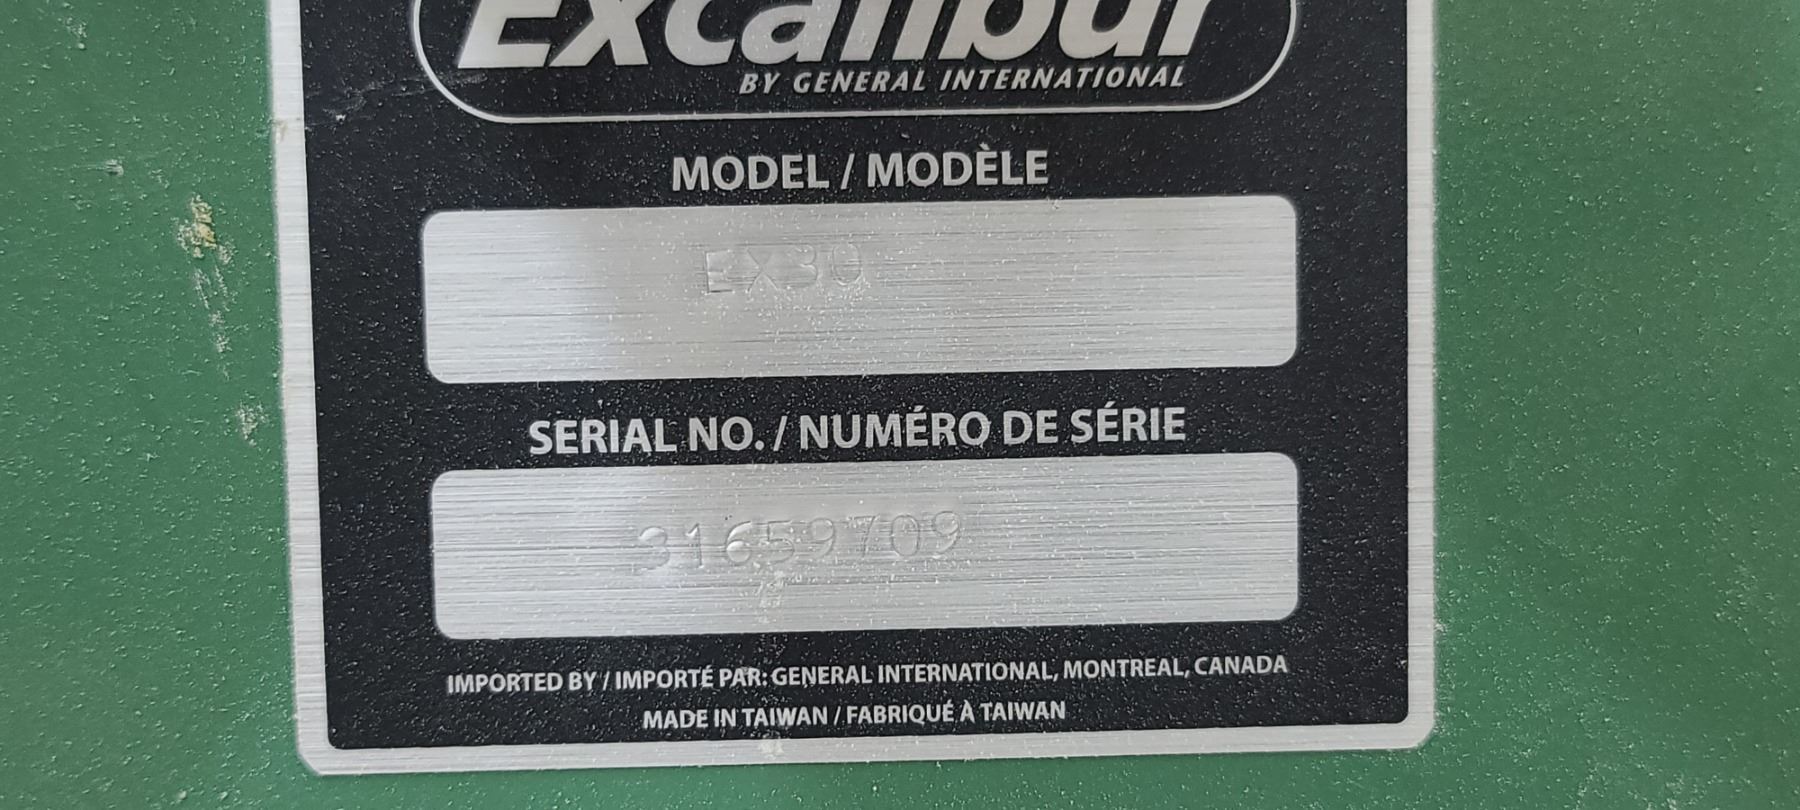 Excalibur
BY GENERAL INTERNATIONAL
MODEL / MODÈLE
EX30
SERIAL NO. / NUMÉRO DE SÉRIE
31659709
IMPORTED BY / IMPORTÉ PAR: GENERAL INTERNATIONAL, MONTREAL, CANADA
MADE IN TAIWAN / FABRIQUÉ À TAIWAN